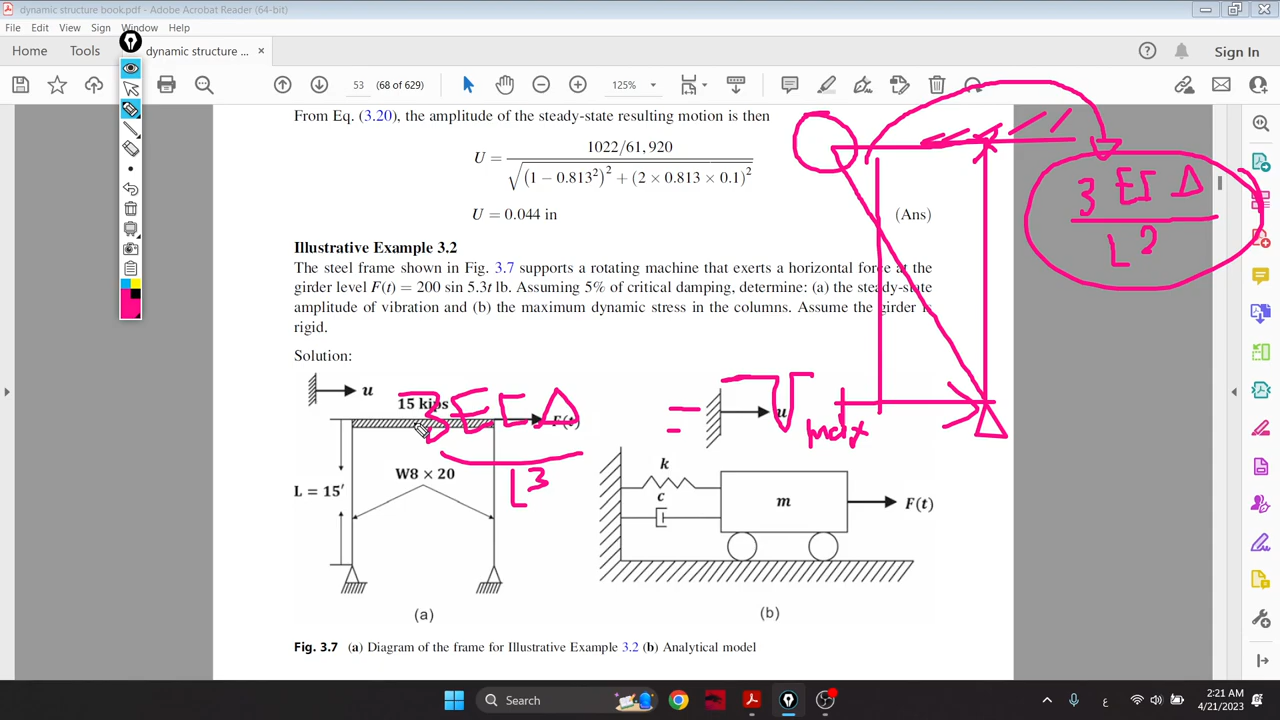 dynamic structure book.pdf - Adobe Acrobat Reader (64-bit)
File Edit View Sign Window Help
Home Tools dynamic structure ... × Sign In
53 (68 of 629) 125%
From Eq. (3.20), the amplitude of the steady-state resulting motion is then
U = 1022/61,920
√(1 − 0.813²)² + (2 × 0.813 × 0.1)²
U = 0.044 in (Ans)
3 EI Δ
L³
Illustrative Example 3.2
The steel frame shown in Fig. 3.7 supports a rotating machine that exerts a horizontal force at the
girder level F(t) = 200 sin 5.3t lb. Assuming 5% of critical damping, determine: (a) the steady-state
amplitude of vibration and (b) the maximum dynamic stress in the columns. Assume the girder is
rigid.
Solution:
u
15 kips
F(t)
W8 × 20
L = 15′
(a)
3EEΔ
L³
= V
max
u
k
c
m
F(t)
(b)
Fig. 3.7 (a) Diagram of the frame for Illustrative Example 3.2 (b) Analytical model
Search
ع
2:21 AM
4/21/2023